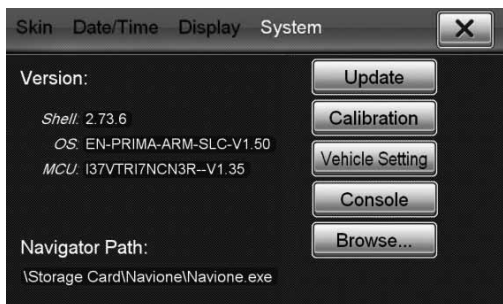 Skin Date/Time Display System X
Version:
Update
Shell: 2.73.6
Calibration
OS: EN-PRIMA-ARM-SLC-V1.50
MCU: I37VTRI7NCN3R--V1.35
Vehicle Setting
Console
Navigator Path:
Browse...
\Storage Card\Navione\Navione.exe